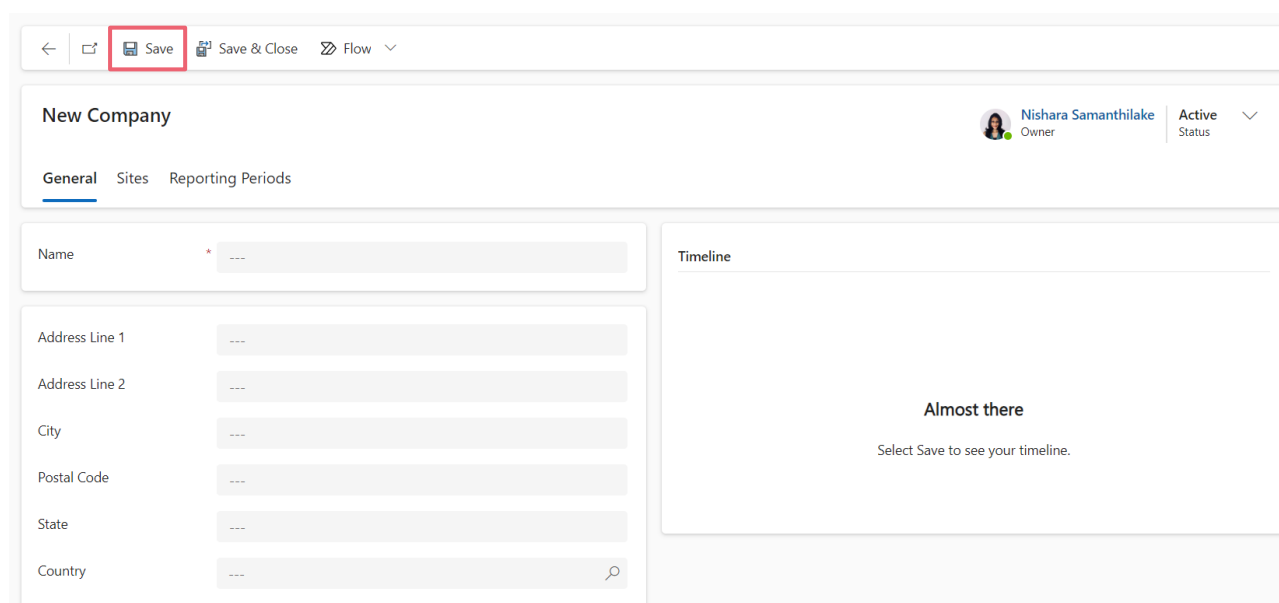 Save Save & Close Flow
New Company
Nishara Samanthilake Active
Owner Status
General Sites Reporting Periods
Name * ---
Timeline
Address Line 1 ---
Address Line 2 ---
City ---
Postal Code ---
State ---
Country ---
Almost there
Select Save to see your timeline.